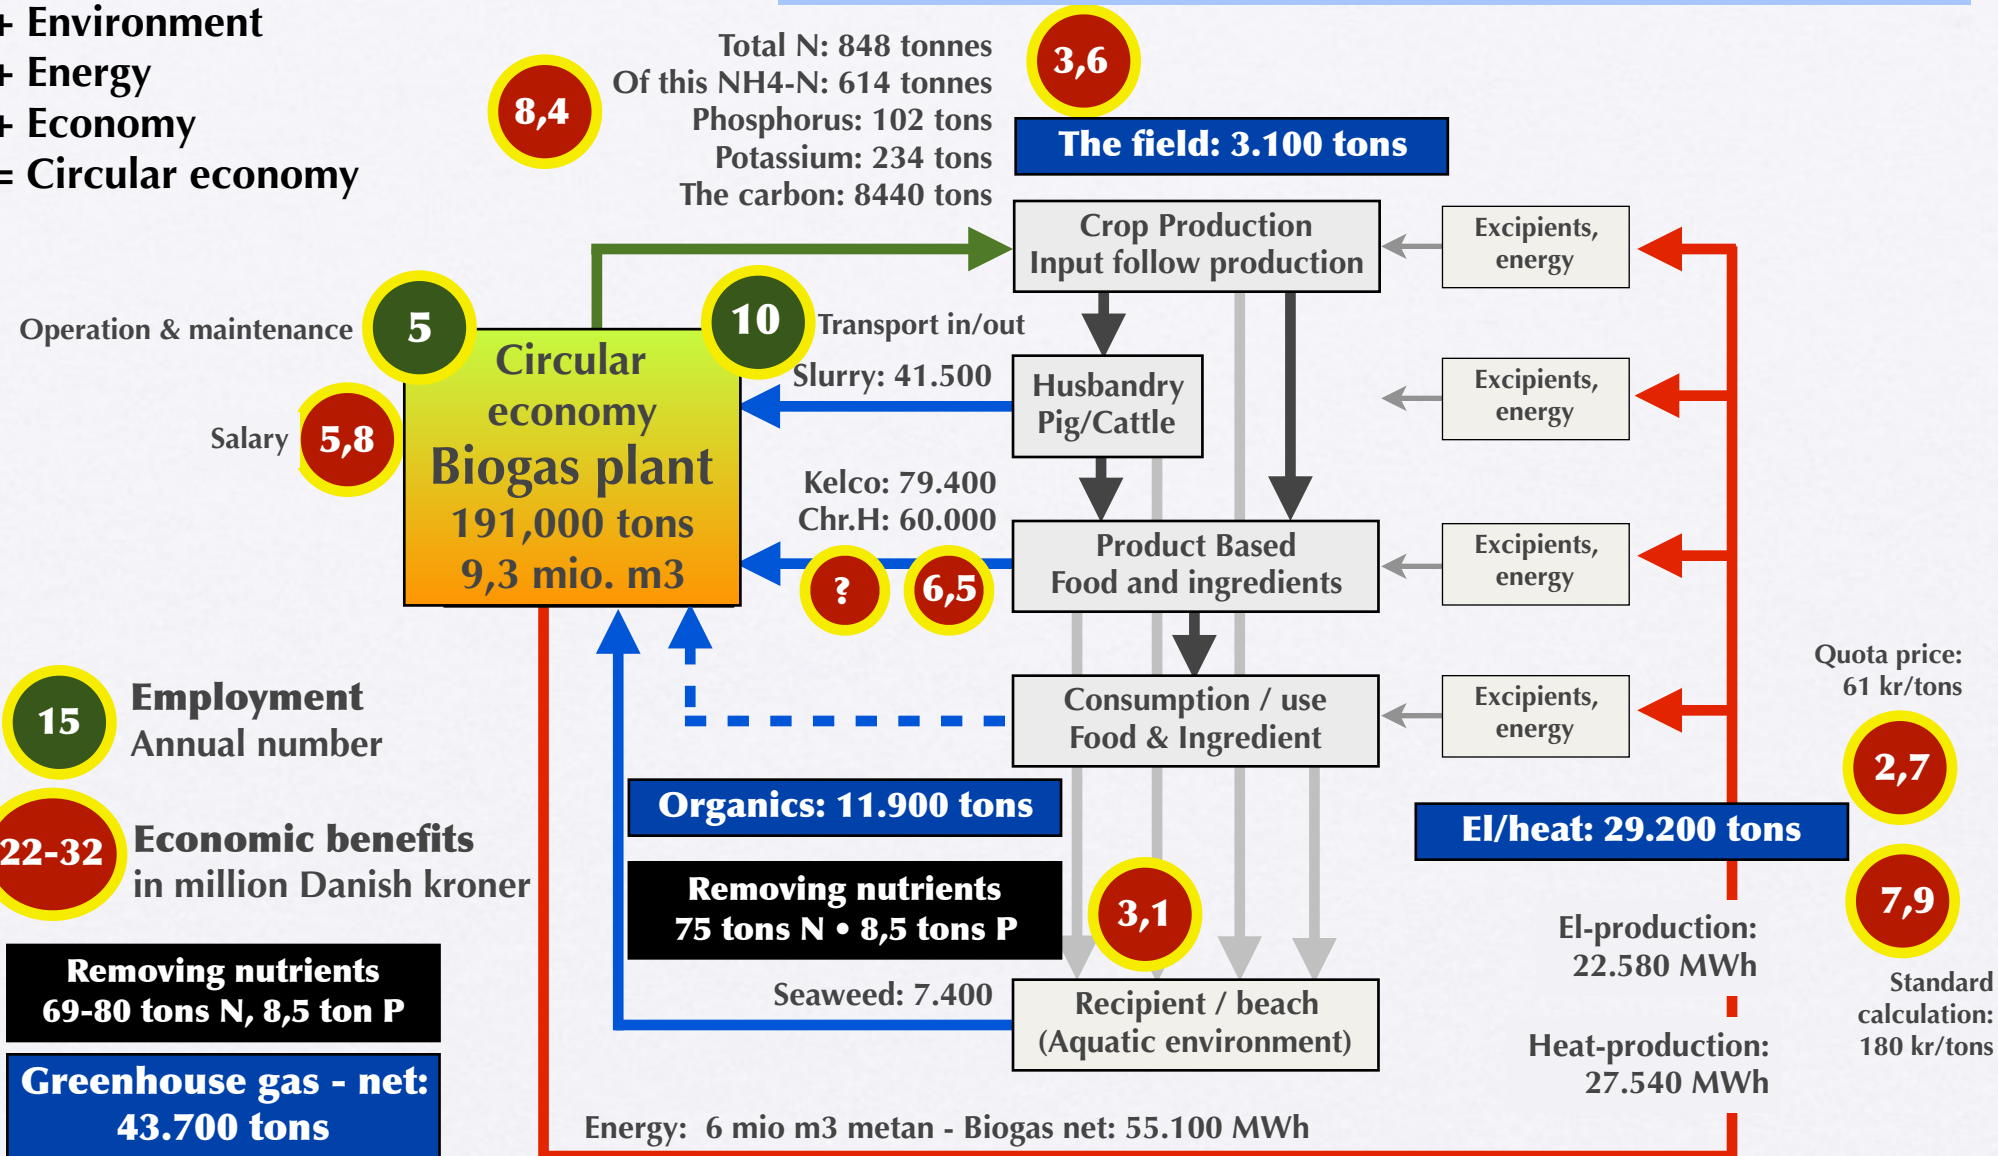 + Environment
+ Energy
+ Economy
= Circular economy
8,4
Total N: 848 tonnes
Of this NH4-N: 614 tonnes
Phosphorus: 102 tons
Potassium: 234 tons
The carbon: 8440 tons
3,6
The field: 3.100 tons
Crop Production
Input follow production
Excipients,
energy
Operation & maintenance
5
10
Transport in/out
Salary
5,8
Circular
economy
Biogas plant
191,000 tons
9,3 mio. m3
Slurry: 41.500
Husbandry
Pig/Cattle
Excipients,
energy
Kelco: 79.400
Chr.H: 60.000
?
6,5
Product Based
Food and ingredients
Excipients,
energy
Consumption / use
Food & Ingredient
Excipients,
energy
Quota price:
61 kr/tons
2,7
15
Employment
Annual number
22-32
Economic benefits
in million Danish kroner
Organics: 11.900 tons
El/heat: 29.200 tons
Removing nutrients
75 tons N • 8,5 tons P
3,1
7,9
Standard
calculation:
180 kr/tons
El-production:
22.580 MWh
Heat-production:
27.540 MWh
Removing nutrients
69-80 tons N, 8,5 ton P
Seaweed: 7.400
Recipient / beach
(Aquatic environment)
Greenhouse gas - net:
43.700 tons
Energy: 6 mio m3 metan - Biogas net: 55.100 MWh